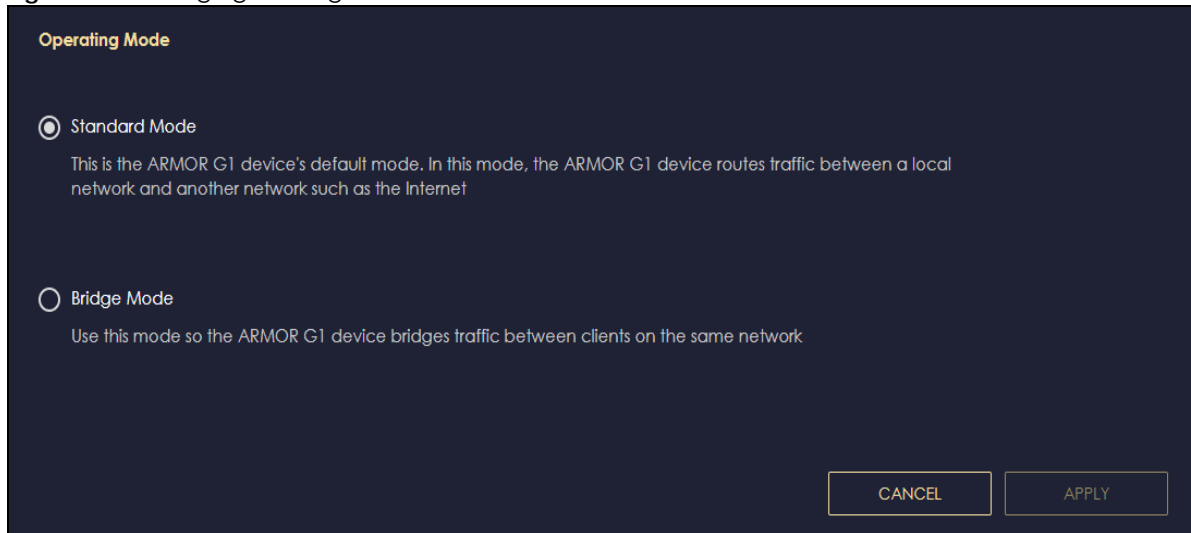 Operating Mode
Standard Mode
This is the ARMOR G1 device's default mode. In this mode, the ARMOR G1 device routes traffic between a local
network and another network such as the Internet
Bridge Mode
Use this mode so the ARMOR G1 device bridges traffic between clients on the same network
CANCEL APPLY